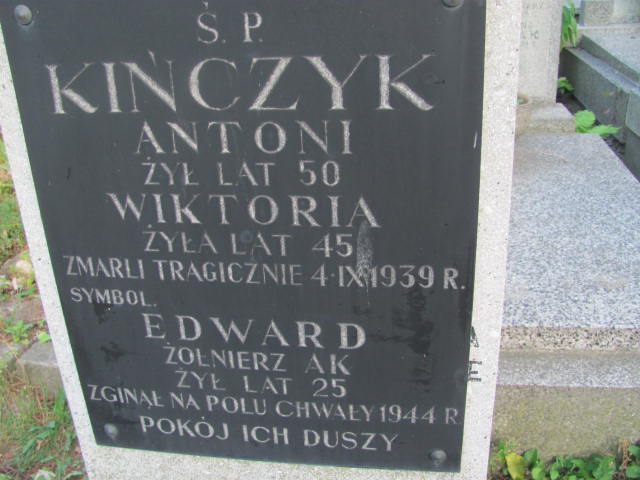 Ś. P.
KIŃCZYK
ANTONI
ŻYŁ LAT 50
WIKTORIA
ŻYŁA LAT 45
ZMARLI TRAGICZNIE 4·IX 1939 R.
SYMBOL.
EDWARD
ŻOŁNIERZ AK
ŻYŁ LAT 25
ZGINĄŁ NA POLU CHWAŁY 1944 R
POKÓJ ICH DUSZY